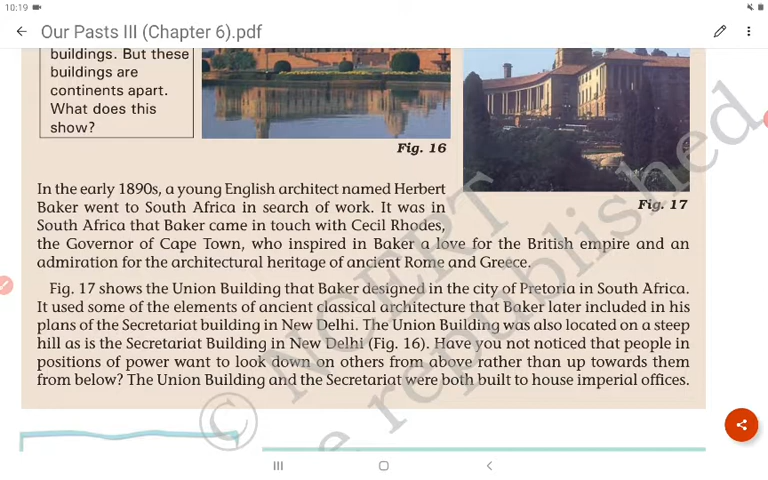 10:19
Our Pasts III (Chapter 6).pdf
buildings. But these
buildings are
continents apart.
What does this
show?
Fig. 16
Fig. 17
In the early 1890s, a young English architect named Herbert
Baker went to South Africa in search of work. It was in
South Africa that Baker came in touch with Cecil Rhodes,
the Governor of Cape Town, who inspired in Baker a love for the British empire and an
admiration for the architectural heritage of ancient Rome and Greece.
Fig. 17 shows the Union Building that Baker designed in the city of Pretoria in South Africa.
It used some of the elements of ancient classical architecture that Baker later included in his
plans of the Secretariat building in New Delhi. The Union Building was also located on a steep
hill as is the Secretariat Building in New Delhi (Fig. 16). Have you not noticed that people in
positions of power want to look down on others from above rather than up towards them
from below? The Union Building and the Secretariat were both built to house imperial offices.
© NCERT
e republished